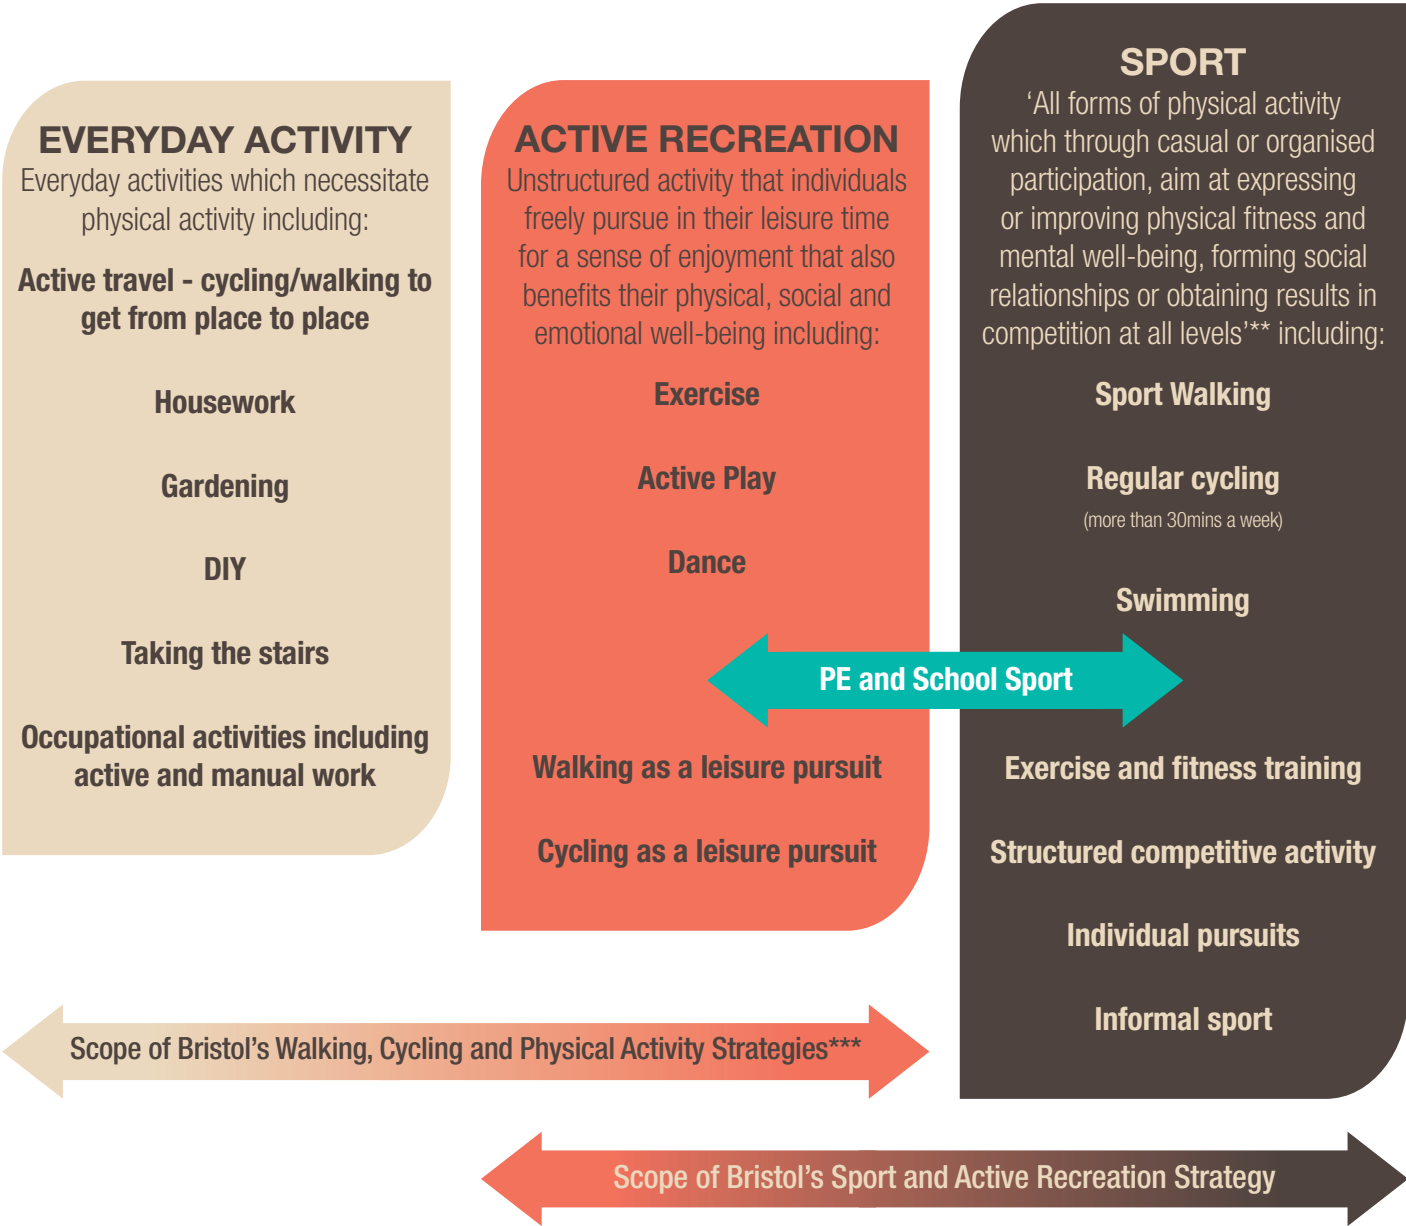 EVERYDAY ACTIVITY
Everyday activities which necessitate
physical activity including:
Active travel - cycling/walking to
get from place to place
Housework
Gardening
DIY
Taking the stairs
Occupational activities including
active and manual work
ACTIVE RECREATION
Unstructured activity that individuals
freely pursue in their leisure time
for a sense of enjoyment that also
benefits their physical, social and
emotional well-being including:
Exercise
Active Play
Dance
PE and School Sport
Walking as a leisure pursuit
Cycling as a leisure pursuit
SPORT
‘All forms of physical activity
which through casual or organised
participation, aim at expressing
or improving physical fitness and
mental well-being, forming social
relationships or obtaining results in
competition at all levels’** including:
Sport Walking
Regular cycling
(more than 30mins a week)
Swimming
Exercise and fitness training
Structured competitive activity
Individual pursuits
Informal sport
Scope of Bristol’s Walking, Cycling and Physical Activity Strategies***
Scope of Bristol’s Sport and Active Recreation Strategy